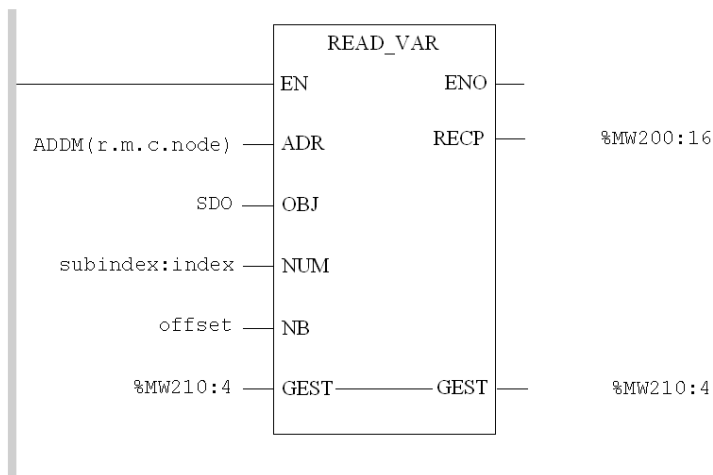 READ_VAR
EN ENO
ADDM(r.m.c.node) ADR RECP %MW200:16
SDO OBJ
subindex:index NUM
offset NB
%MW210:4 GEST GEST %MW210:4